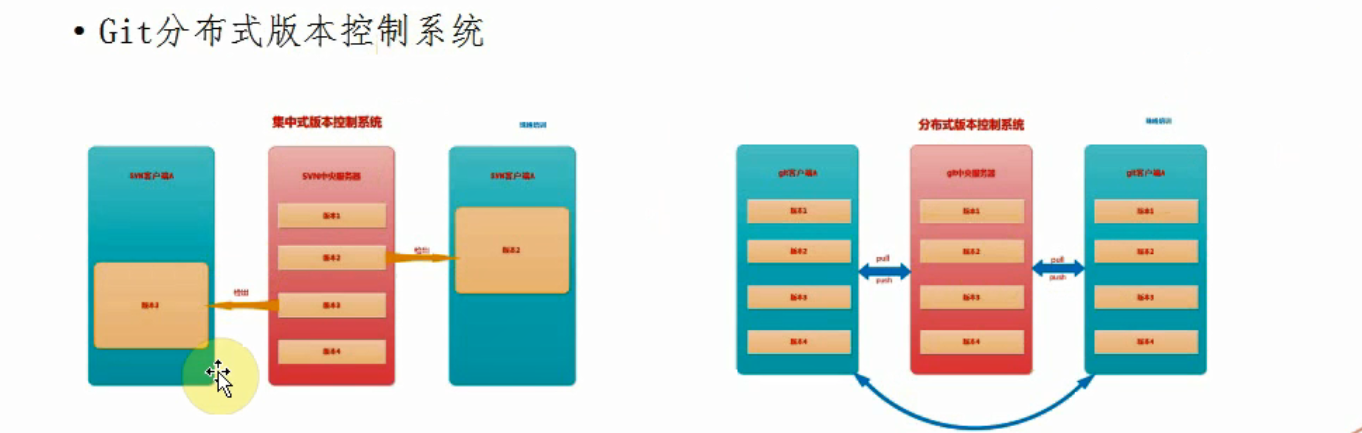 • Git分布式版本控制系统
集中式版本控制系统
SVN客户端A
SVN中央服务器
SVN客户端A
版本1
版本2
版本3
版本4
版本3
版本2
检出
检出
分布式版本控制系统
git客户端A
git中央服务器
git客户端A
版本1
版本1
版本1
版本2
版本2
版本2
pull
push
pull
push
版本3
版本3
版本3
版本4
版本4
版本4